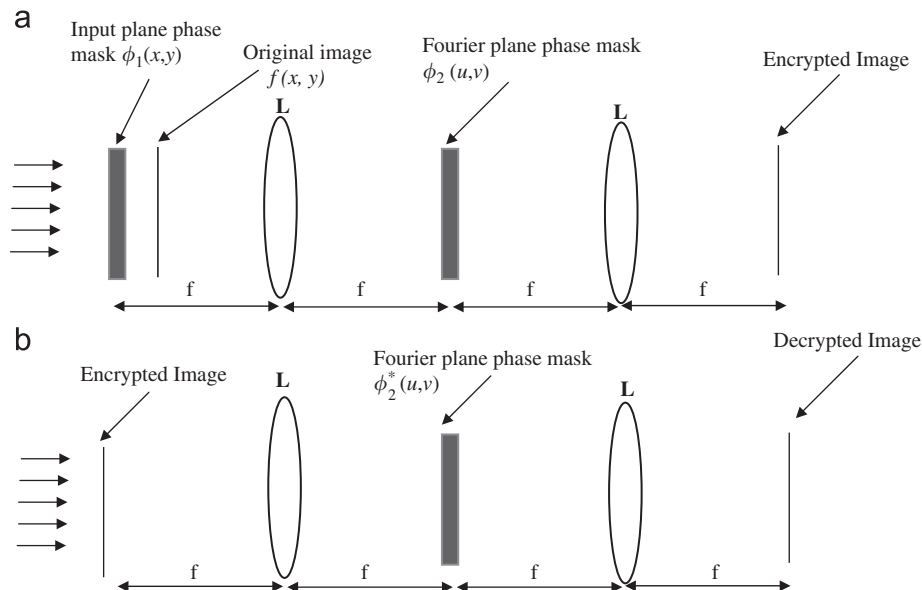 a
Input plane phase
mask ϕ₁(x,y)
Original image
f(x, y)
Fourier plane phase mask
ϕ₂ (u,v)
Encrypted Image
L
L
f
f
f
f
b
Encrypted Image
Fourier plane phase mask
ϕ₂*(u,v)
Decrypted Image
L
L
f
f
f
f